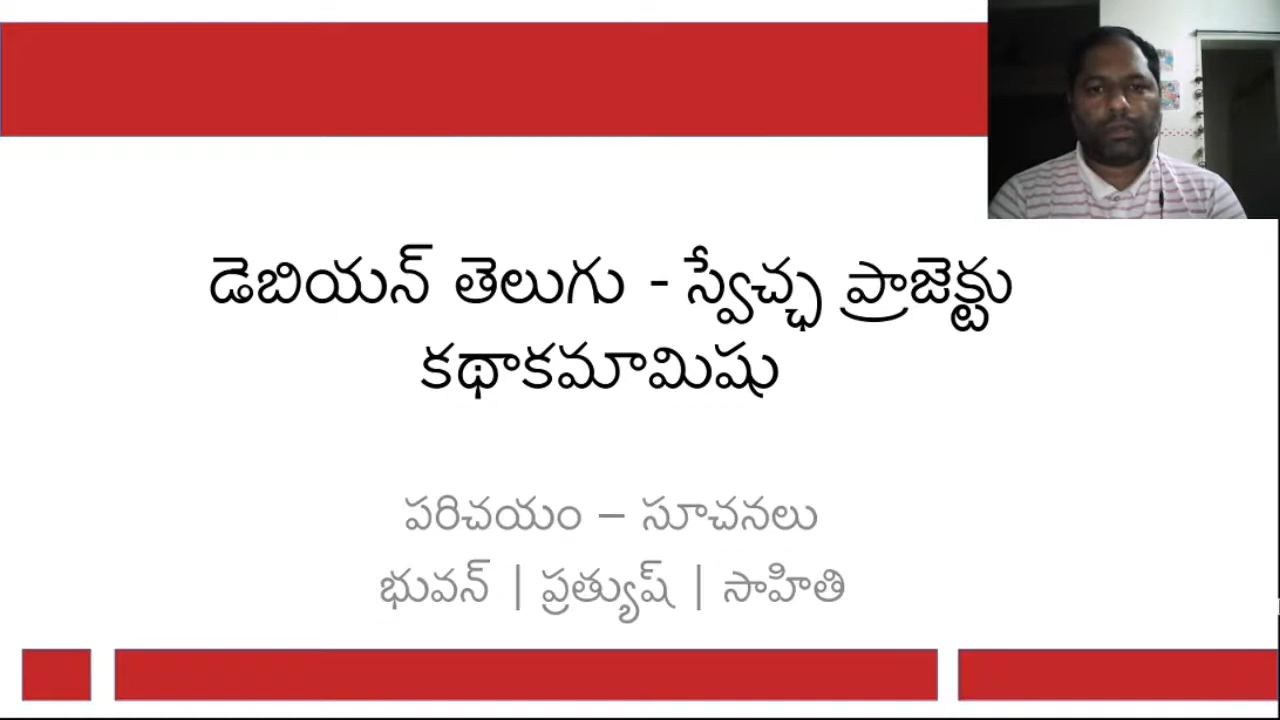 డెబియన్ తెలుగు - స్వేచ్ఛ ప్రాజెక్టు
కథాకమామిషు
పరిచయం – సూచనలు
భువన్ | ప్రత్యుష్ | సాహితి